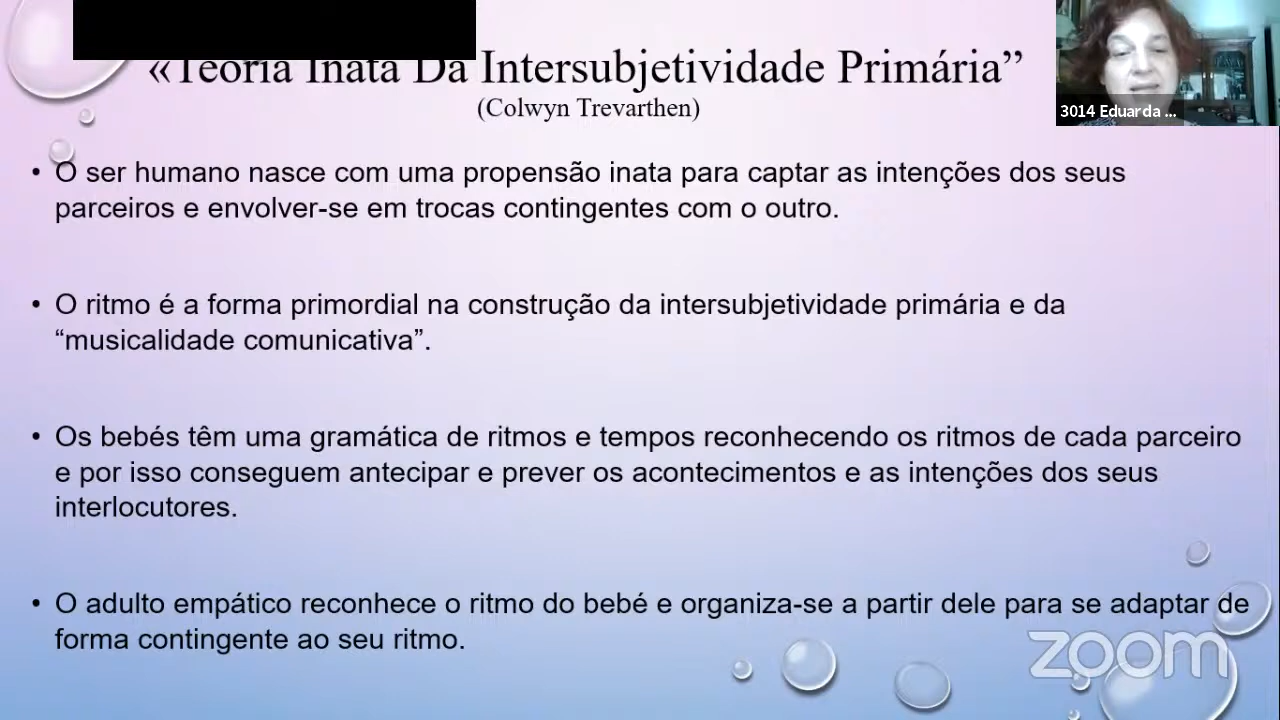 «Teoria Inata Da Intersubjetividade Primária”
(Colwyn Trevarthen)
3014 Eduarda ...
• O ser humano nasce com uma propensão inata para captar as intenções dos seus
parceiros e envolver-se em trocas contingentes com o outro.
• O ritmo é a forma primordial na construção da intersubjetividade primária e da
“musicalidade comunicativa”.
• Os bebés têm uma gramática de ritmos e tempos reconhecendo os ritmos de cada parceiro
e por isso conseguem antecipar e prever os acontecimentos e as intenções dos seus
interlocutores.
• O adulto empático reconhece o ritmo do bebé e organiza-se a partir dele para se adaptar de
forma contingente ao seu ritmo.
zoom